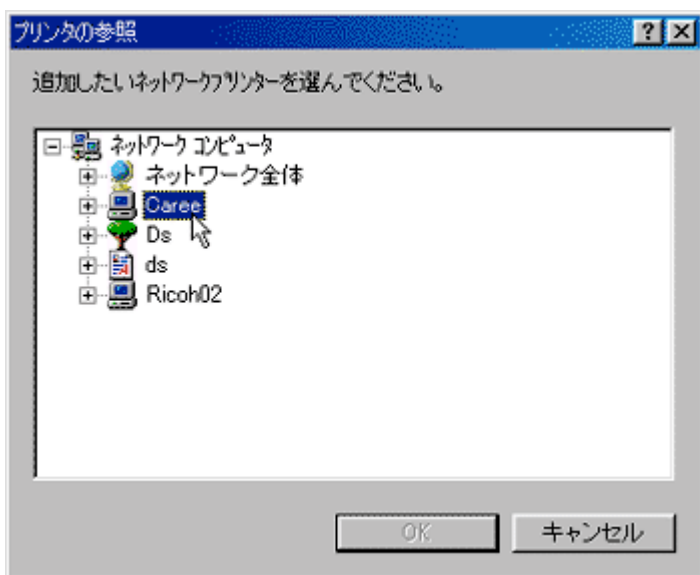 プリンタの参照
追加したいネットワークプリンターを選んでください。
ネットワーク コンピュータ
ネットワーク全体
Caree
Ds
ds
Ricoh02
OK
キャンセル